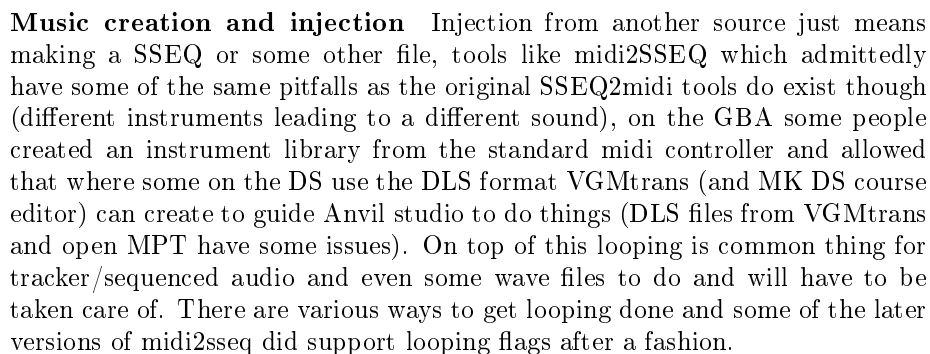 Music creation and injection Injection from another source just means
making a SSEQ or some other file, tools like midi2SSEQ which admittedly
have some of the same pitfalls as the original SSEQ2midi tools do exist though
(different instruments leading to a different sound), on the GBA some people
created an instrument library from the standard midi controller and allowed
that where some on the DS use the DLS format VGMtrans (and MK DS course
editor) can create to guide Anvil studio to do things (DLS files from VGMtrans
and open MPT have some issues). On top of this looping is common thing for
tracker/sequenced audio and even some wave files to do and will have to be
taken care of. There are various ways to get looping done and some of the later
versions of midi2sseq did support looping flags after a fashion.